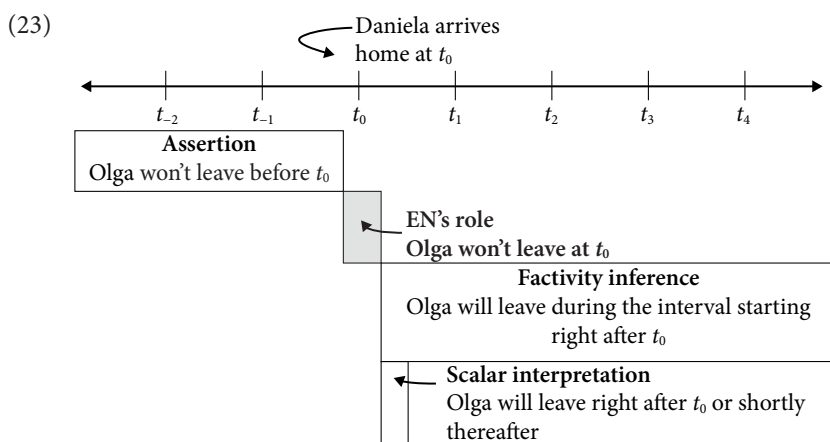 (23)
Daniela arrives
home at t₀
t₋₂ t₋₁ t₀ t₁ t₂ t₃ t₄
Assertion
Olga won’t leave before t₀
EN’s role
Olga won’t leave at t₀
Factivity inference
Olga will leave during the interval starting
right after t₀
Scalar interpretation
Olga will leave right after t₀ or shortly
thereafter